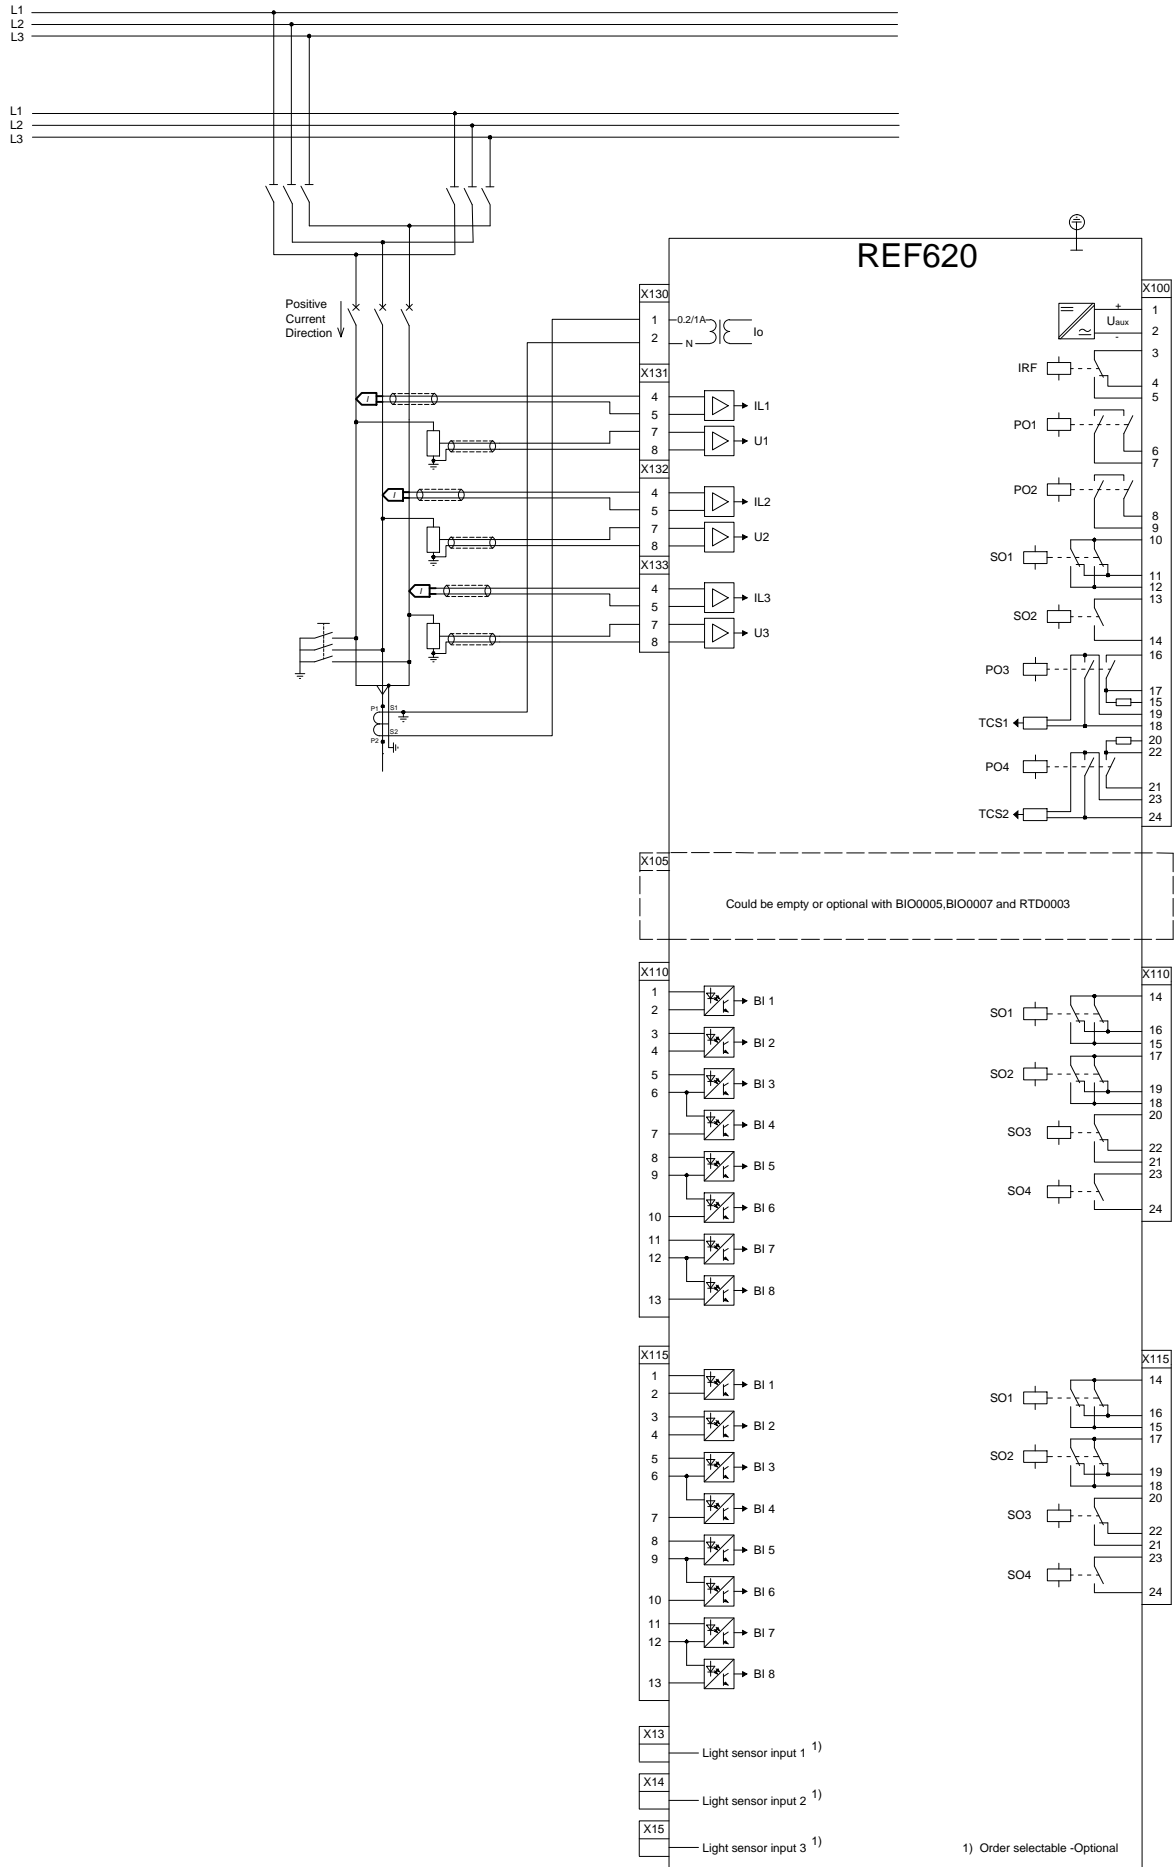 L1
L2
L3
L1
L2
L3
REF620
Positive
Current
Direction
X130
1
2
0.2/1A
N
Io
X131
4
5
7
8
IL1
U1
X132
4
5
7
8
IL2
U2
X133
4
5
7
8
IL3
U3
I
I
I
P1
S1
S2
P2
X100
1
2
3
4
5
6
7
8
9
10
11
12
13
14
16
17
15
19
18
20
22
21
23
24
+
Uaux
-
IRF
PO1
PO2
SO1
SO2
PO3
TCS1
PO4
TCS2
X105
Could be empty or optional with BIO0005,BIO0007 and RTD0003
X110
1
2
BI 1
3
4
BI 2
5
6
BI 3
7
BI 4
8
9
BI 5
10
BI 6
11
12
BI 7
13
BI 8
X110
14
SO1
16
15
17
SO2
19
18
20
SO3
22
21
23
SO4
24
X115
1
2
BI 1
3
4
BI 2
5
6
BI 3
7
BI 4
8
9
BI 5
10
BI 6
11
12
BI 7
13
BI 8
X115
14
SO1
16
15
17
SO2
19
18
20
SO3
22
21
23
SO4
24
X13
Light sensor input 1 1)
X14
Light sensor input 2 1)
X15
Light sensor input 3 1)
1) Order selectable -Optional